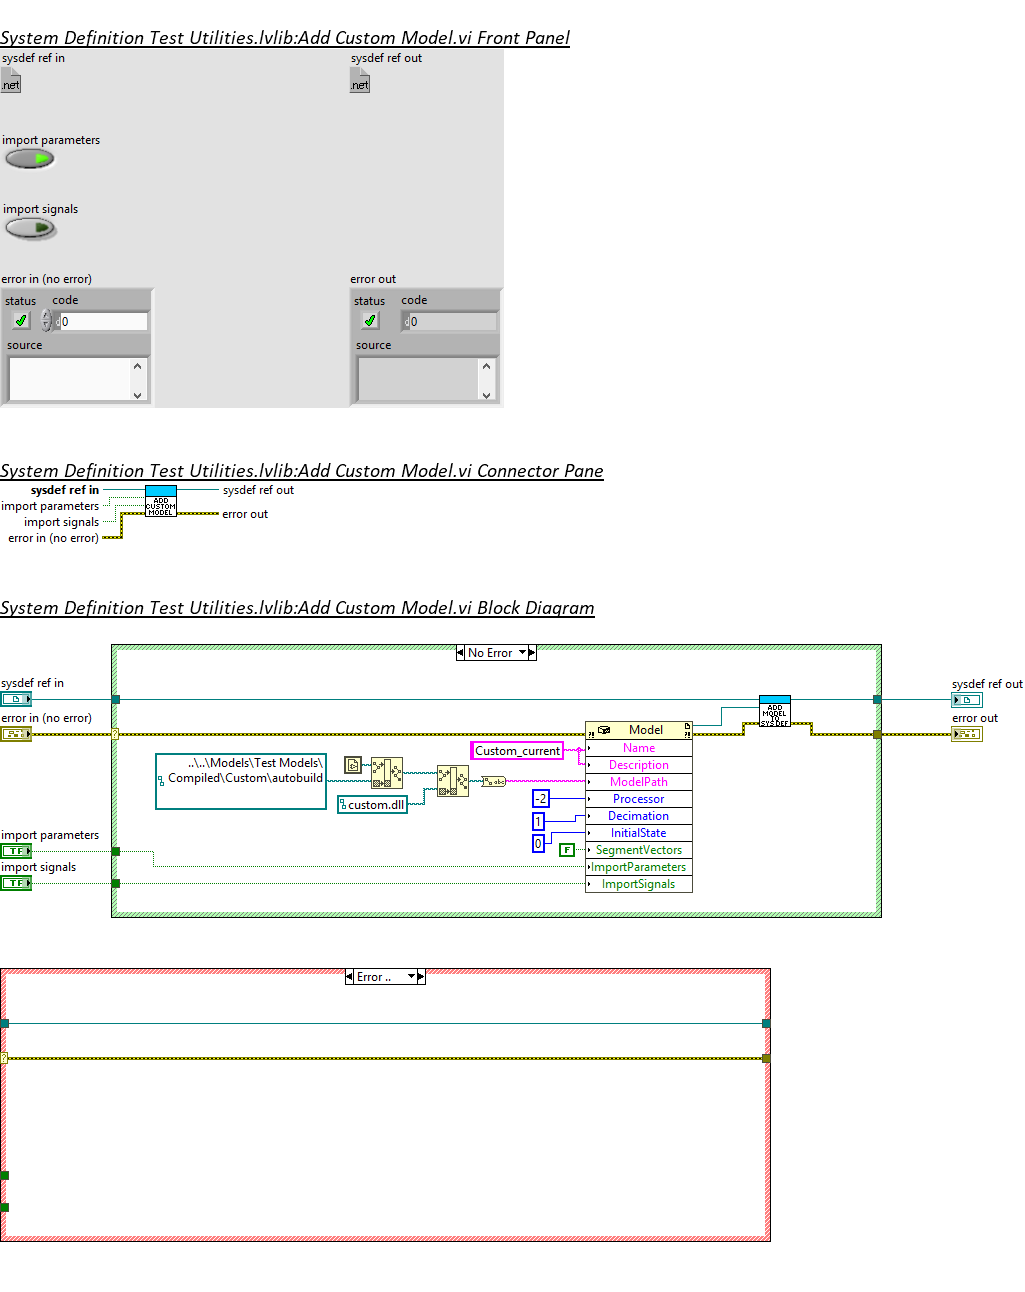 System Definition Test Utilities.lvlib:Add Custom Model.vi Front Panel
sysdef ref in
sysdef ref out
.net
.net
import parameters
import signals
error in (no error)
error out
status
code
status
code
0
0
source
source
System Definition Test Utilities.lvlib:Add Custom Model.vi Connector Pane
sysdef ref in
sysdef ref out
import parameters
ADD
CUSTOM
MODEL
error out
import signals
error in (no error)
System Definition Test Utilities.lvlib:Add Custom Model.vi Block Diagram
No Error
sysdef ref in
sysdef ref out
error in (no error)
error out
ADD
MODEL
TO
SYSDEF
?
?!
Model
?!
Custom_current
Name
..\..\Models\Test Models\
Compiled\Custom\autobuild
Description
abc
ModelPath
-2
Processor
custom.dll
1
Decimation
import parameters
0
InitialState
TF
F
SegmentVectors
import signals
ImportParameters
TF
ImportSignals
Error ..
?